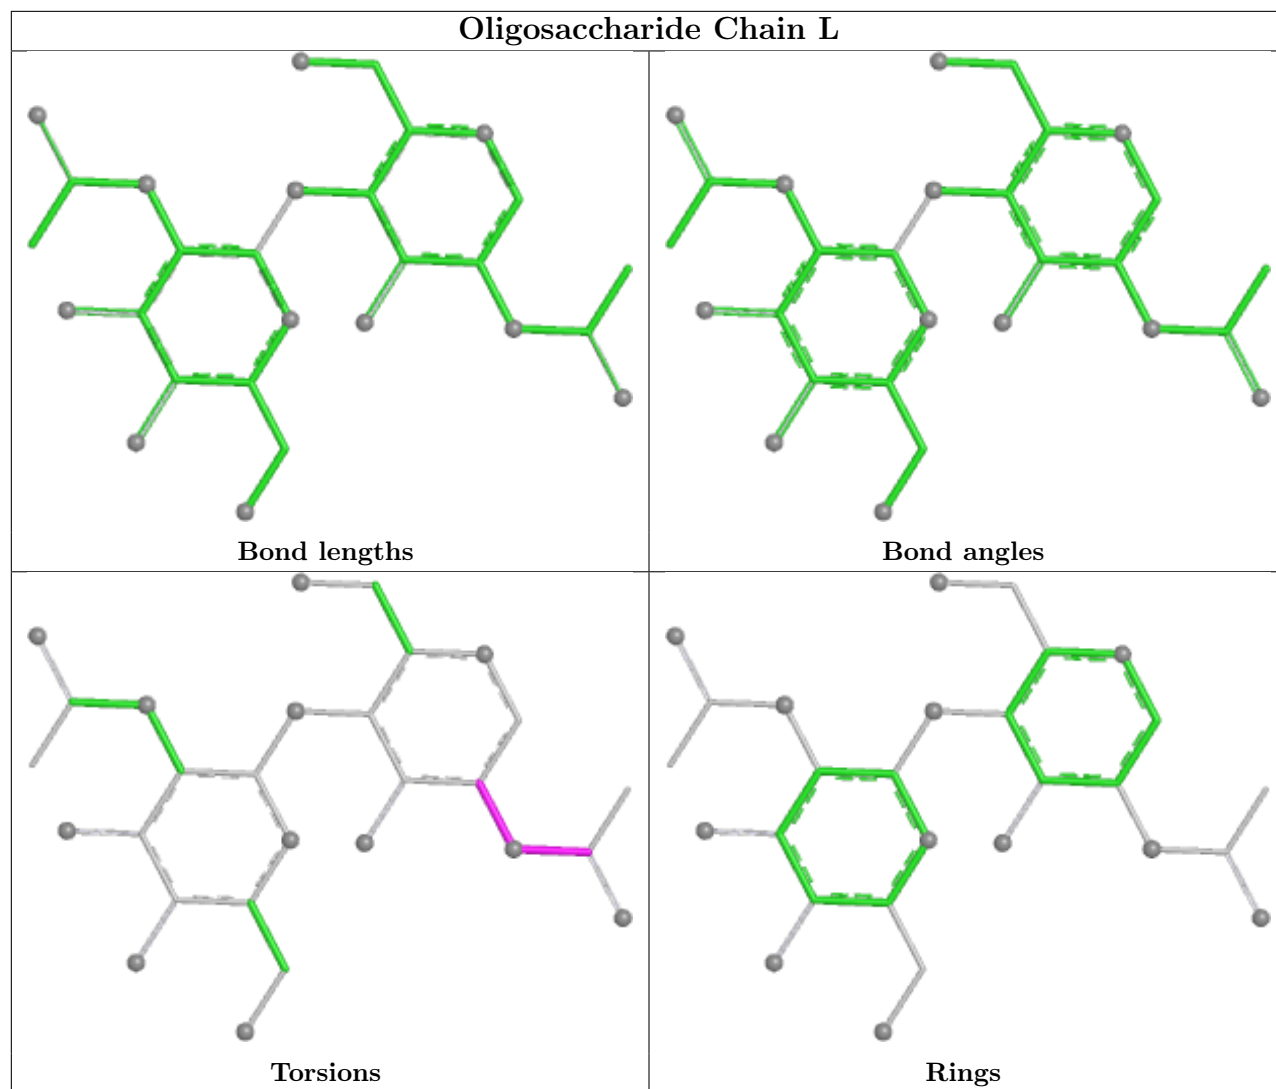 Oligosaccharide Chain L
Bond lengths
Bond angles
Torsions
Rings